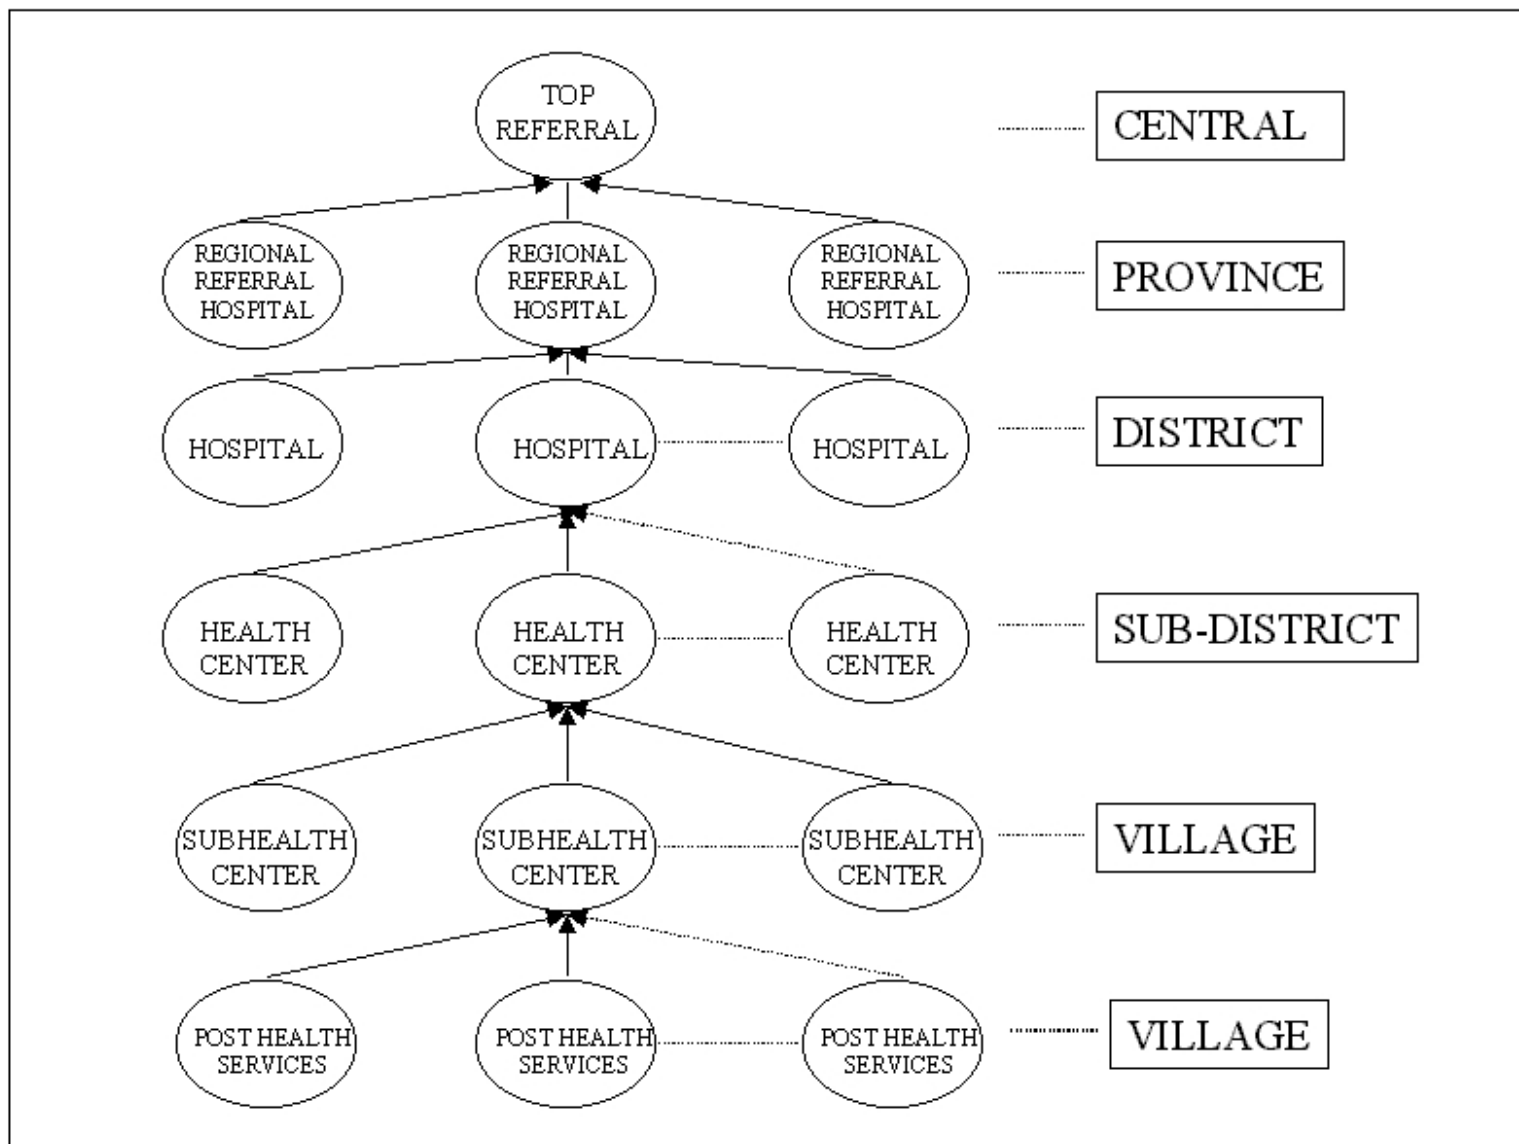 TOP
REFERRAL
CENTRAL
REGIONAL
REFERRAL
HOSPITAL
REGIONAL
REFERRAL
HOSPITAL
REGIONAL
REFERRAL
HOSPITAL
PROVINCE
HOSPITAL
HOSPITAL
HOSPITAL
DISTRICT
HEALTH
CENTER
HEALTH
CENTER
HEALTH
CENTER
SUB-DISTRICT
SUBHEALTH
CENTER
SUBHEALTH
CENTER
SUBHEALTH
CENTER
VILLAGE
POST HEALTH
SERVICES
POST HEALTH
SERVICES
POST HEALTH
SERVICES
VILLAGE